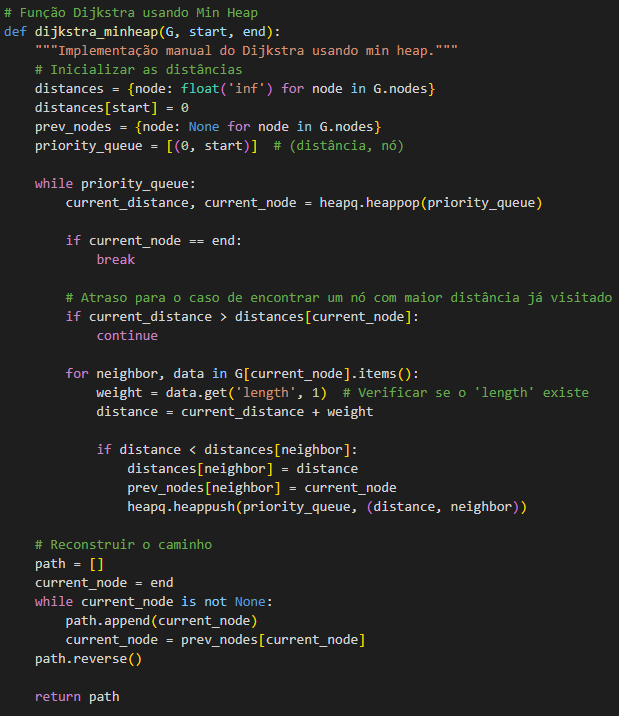 # Função Dijkstra usando Min Heap
def dijkstra_minheap(G, start, end):
    """Implementação manual do Dijkstra usando min heap."""
    # Inicializar as distâncias
    distances = {node: float('inf') for node in G.nodes}
    distances[start] = 0
    prev_nodes = {node: None for node in G.nodes}
    priority_queue = [(0, start)]  # (distância, nó)

    while priority_queue:
        current_distance, current_node = heapq.heappop(priority_queue)

        if current_node == end:
            break

        # Atraso para o caso de encontrar um nó com maior distância já visitado
        if current_distance > distances[current_node]:
            continue

        for neighbor, data in G[current_node].items():
            weight = data.get('length', 1)  # Verificar se o 'length' existe
            distance = current_distance + weight

            if distance < distances[neighbor]:
                distances[neighbor] = distance
                prev_nodes[neighbor] = current_node
                heapq.heappush(priority_queue, (distance, neighbor))

    # Reconstruir o caminho
    path = []
    current_node = end
    while current_node is not None:
        path.append(current_node)
        current_node = prev_nodes[current_node]
    path.reverse()

    return path